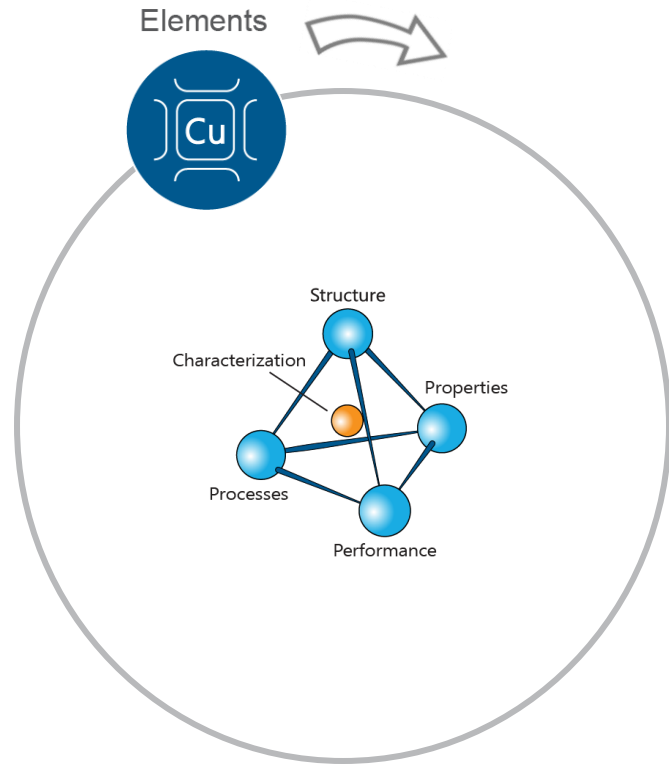 Elements
Cu
Structure
Characterization
Properties
Processes
Performance